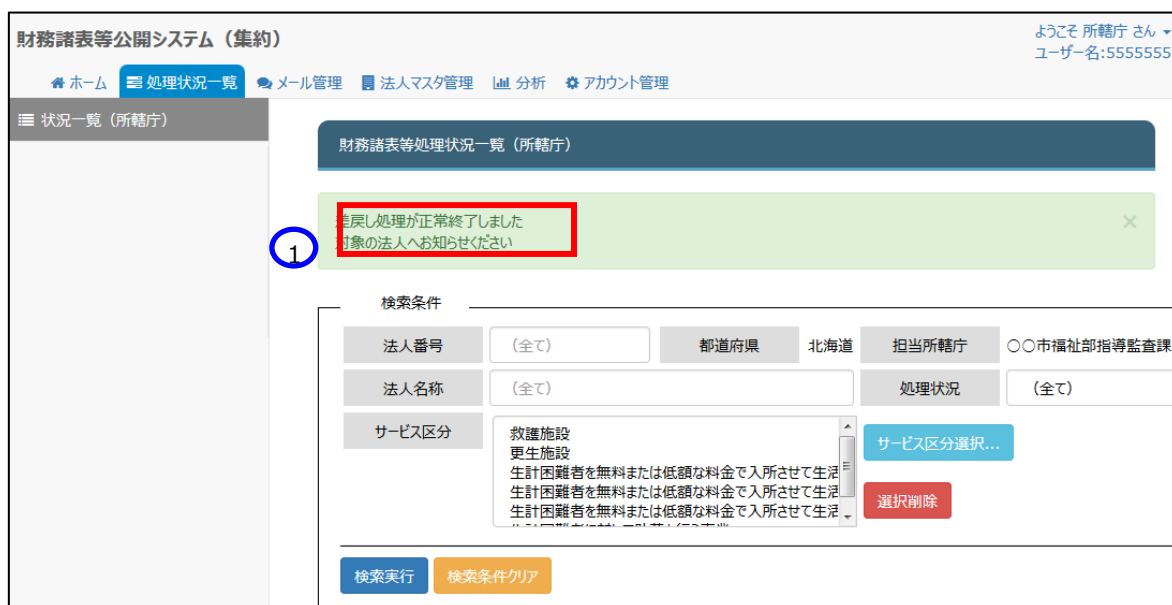 財務諸表等公開システム（集約）
ようこそ 所轄庁 さん
ユーザー名:5555555
ホーム 処理状況一覧 メール管理 法人マスタ管理 分析 アカウント管理
状況一覧（所轄庁）
財務諸表等処理状況一覧（所轄庁）
差戻し処理が正常終了しました
対象の法人へお知らせください
×
1
検索条件
法人番号 （全て） 都道府県 北海道 担当所轄庁 〇〇市福祉部指導監査課
法人名称 （全て） 処理状況 （全て）
サービス区分
救護施設
更生施設
生計困難者を無料または低額な料金で入所させて生活
生計困難者を無料または低額な料金で入所させて生活
生計困難者を無料または低額な料金で入所させて生活
サービス区分選択...
選択削除
検索実行 検索条件クリア